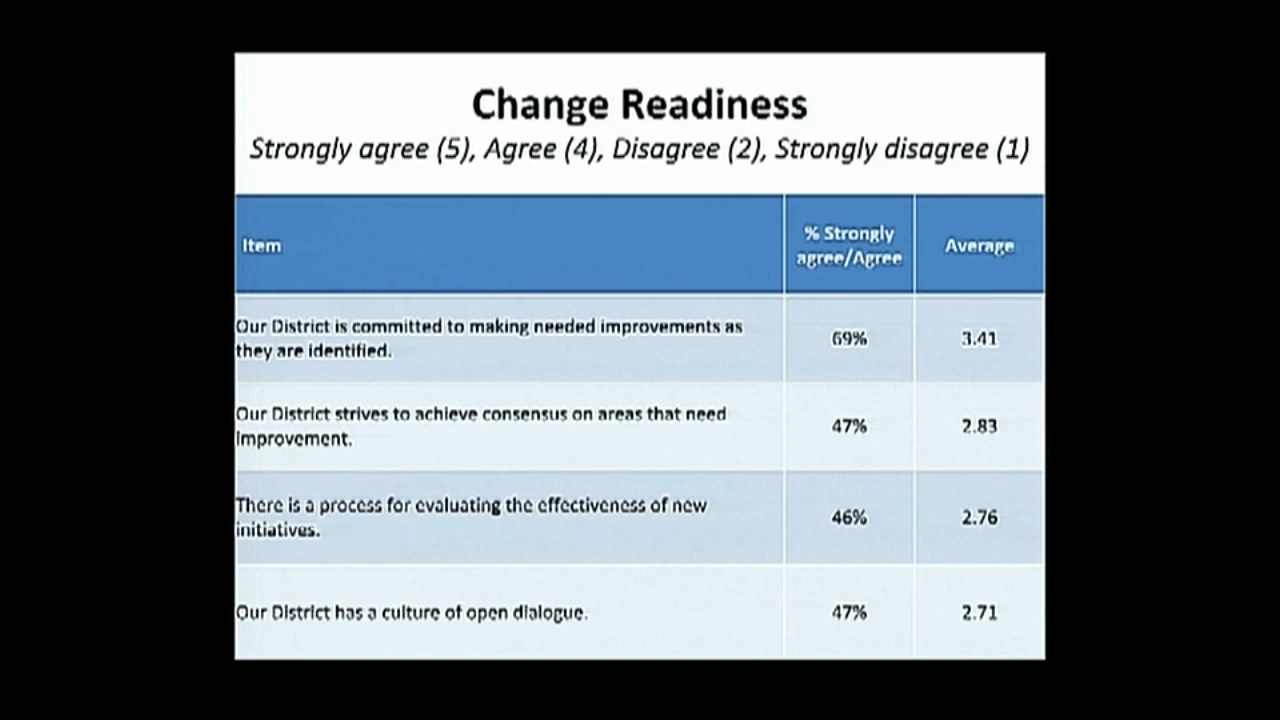 Change Readiness
Strongly agree (5), Agree (4), Disagree (2), Strongly disagree (1)
Item
% Strongly
agree/Agree
Average
Our District is committed to making needed improvements as
they are identified.
69%
3.41
Our District strives to achieve consensus on areas that need
improvement.
47%
2.83
There is a process for evaluating the effectiveness of new
initiatives.
46%
2.76
Our District has a culture of open dialogue.
47%
2.71